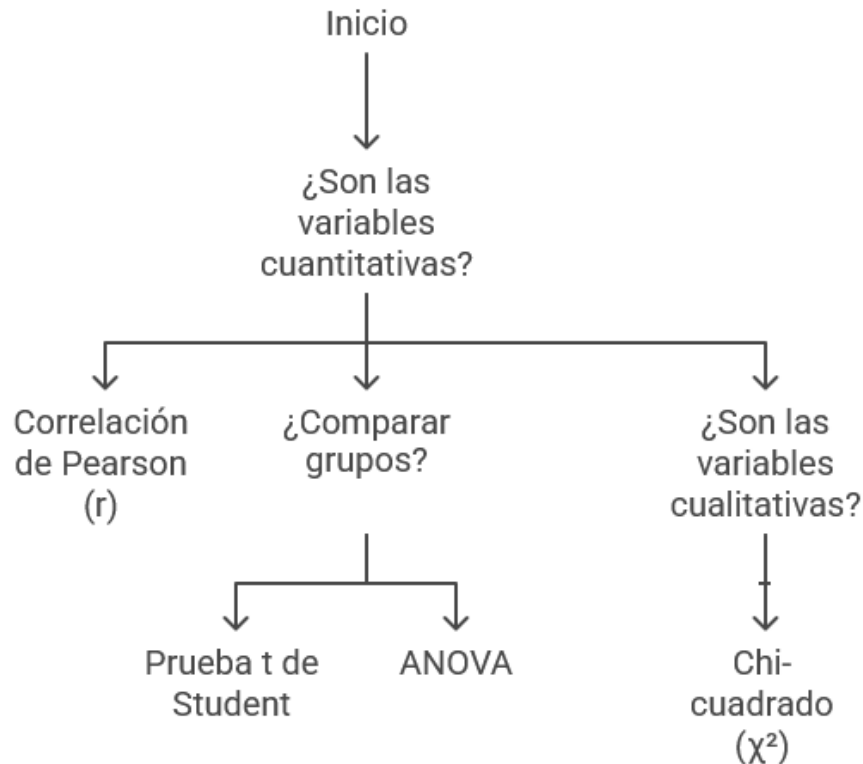 Inicio
¿Son las
variables
cuantitativas?
Correlación
de Pearson
(r)
¿Comparar
grupos?
¿Son las
variables
cualitativas?
Prueba t de
Student
ANOVA
Chi-
cuadrado
(χ²)